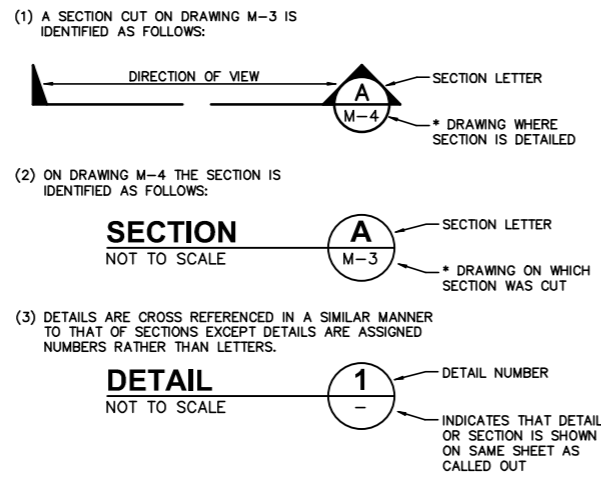 (1) A SECTION CUT ON DRAWING M-3 IS
IDENTIFIED AS FOLLOWS:
DIRECTION OF VIEW
A
M-4
SECTION LETTER
* DRAWING WHERE
SECTION IS DETAILED
(2) ON DRAWING M-4 THE SECTION IS
IDENTIFIED AS FOLLOWS:
SECTION
NOT TO SCALE
A
M-3
SECTION LETTER
* DRAWING ON WHICH
SECTION WAS CUT
(3) DETAILS ARE CROSS REFERENCED IN A SIMILAR MANNER
TO THAT OF SECTIONS EXCEPT DETAILS ARE ASSIGNED
NUMBERS RATHER THAN LETTERS.
DETAIL
NOT TO SCALE
1
-
DETAIL NUMBER
INDICATES THAT DETAIL
OR SECTION IS SHOWN
ON SAME SHEET AS
CALLED OUT